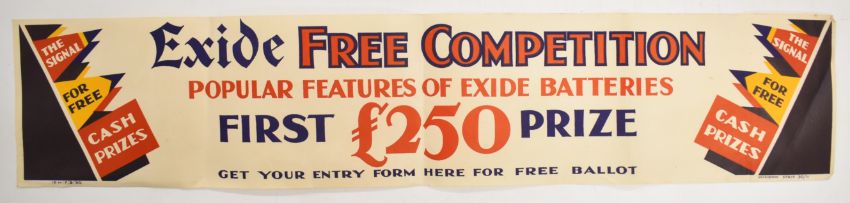 THE
SIGNAL
FOR
FREE
CASH
PRIZES
Exide FREE COMPETITION
POPULAR FEATURES OF EXIDE BATTERIES
FIRST £250 PRIZE
GET YOUR ENTRY FORM HERE FOR FREE BALLOT
THE
SIGNAL
FOR
FREE
CASH
PRIZES